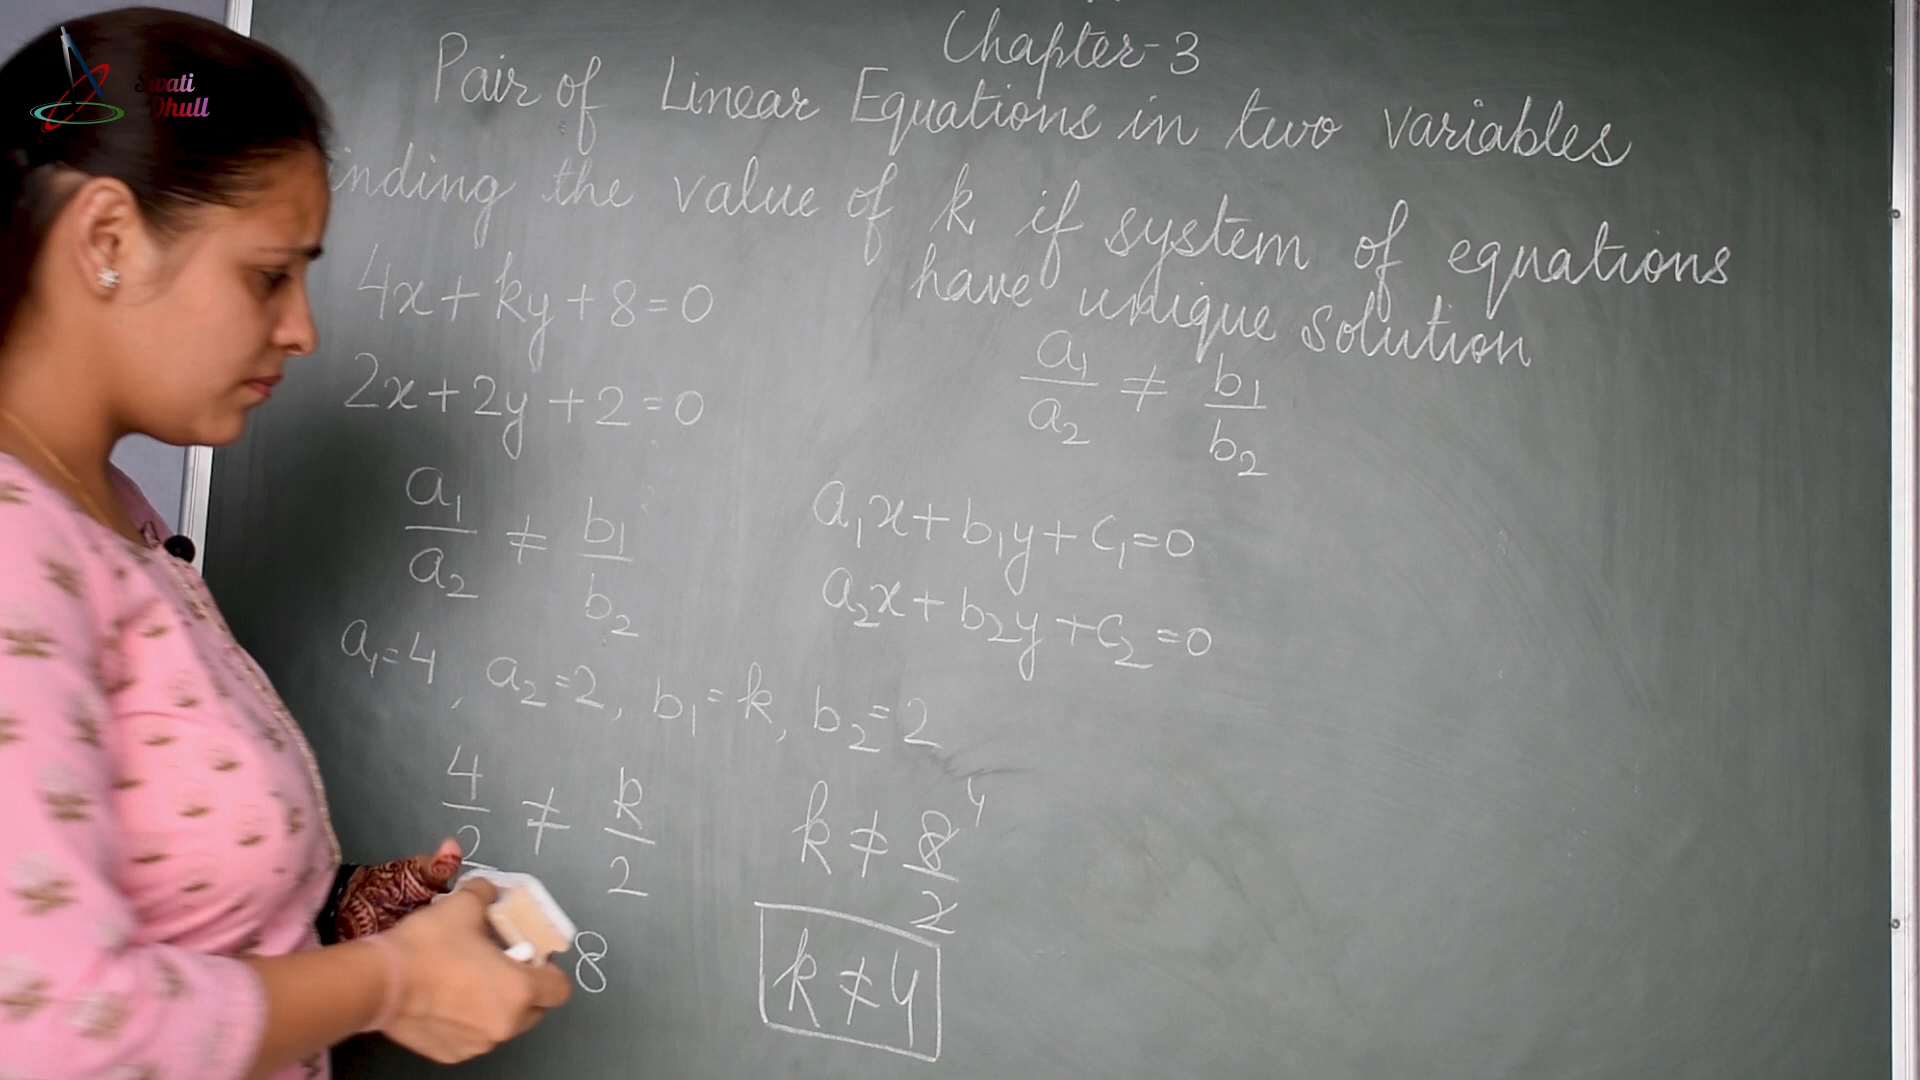 Swati
Dhull
Chapter-3
Pair of Linear Equations in two variables
inding the value of k if system of equations
have unique solution
4x+ky+8=0
2x+2y+2=0
a₁/a₂ ≠ b₁/b₂
a₁/a₂ ≠ b₁/b₂
a₁x+b₁y+c₁=0
a₂x+b₂y+c₂=0
a₁=4, a₂=2, b₁=k, b₂=2
4/2 ≠ k/2
8
k≠8/2 4
k≠4